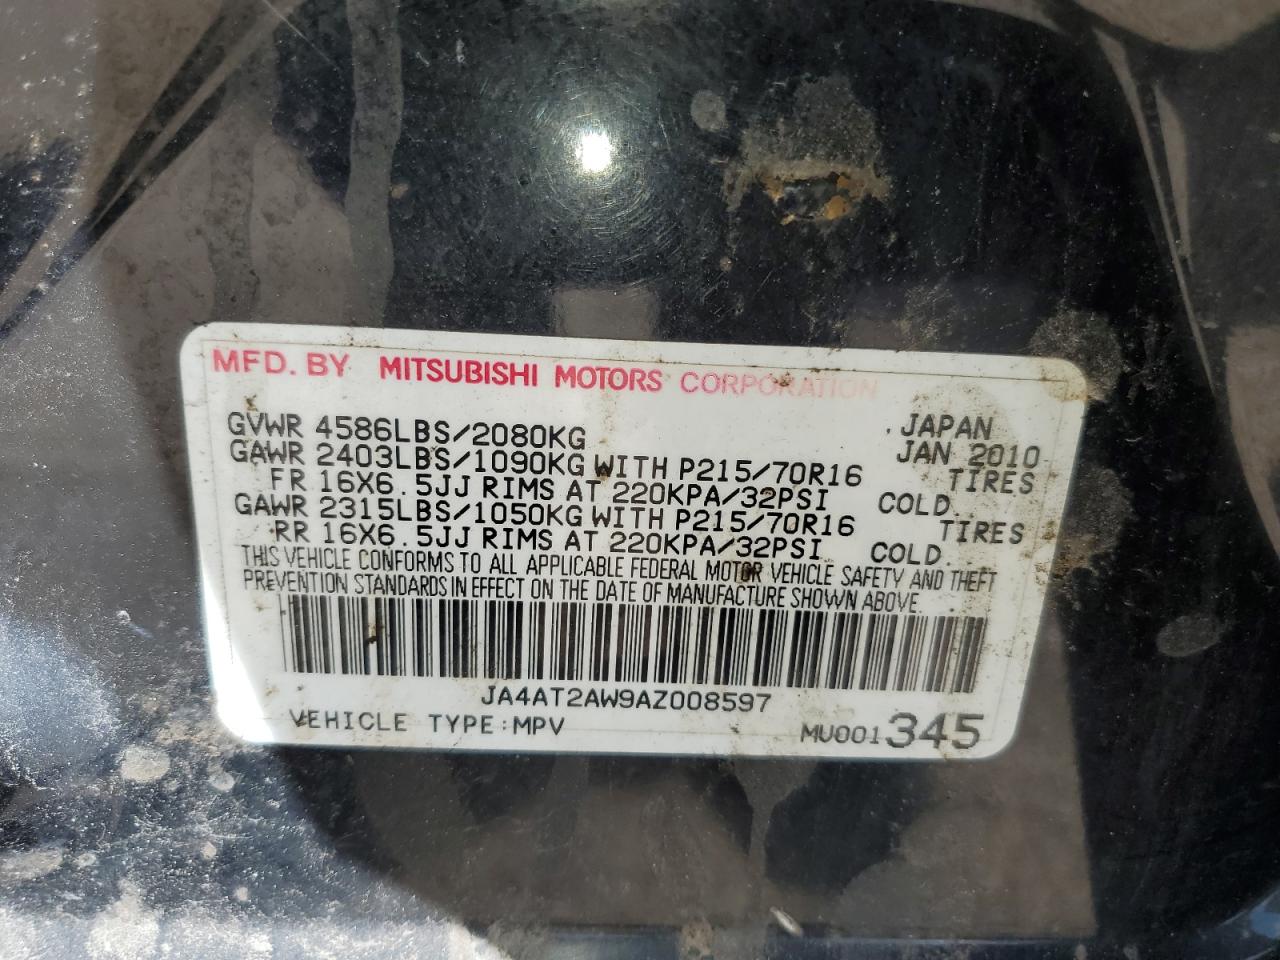 MFD. BY MITSUBISHI MOTORS CORPORATION
GVWR 4586LBS/2080KG JAPAN
JAN 2010
GAWR 2403LBS/1090KG WITH P215/70R16 TIRES
FR 16X6.5JJ RIMS AT 220KPA/32PSI COLD.
GAWR 2315LBS/1050KG WITH P215/70R16 TIRES
RR 16X6.5JJ RIMS AT 220KPA/32PSI COLD.
THIS VEHICLE CONFORMS TO ALL APPLICABLE FEDERAL MOTOR VEHICLE SAFETY AND THEFT
PREVENTION STANDARDS IN EFFECT ON THE DATE OF MANUFACTURE SHOWN ABOVE.
JA4AT2AW9AZ008597
VEHICLE TYPE:MPV MU001345